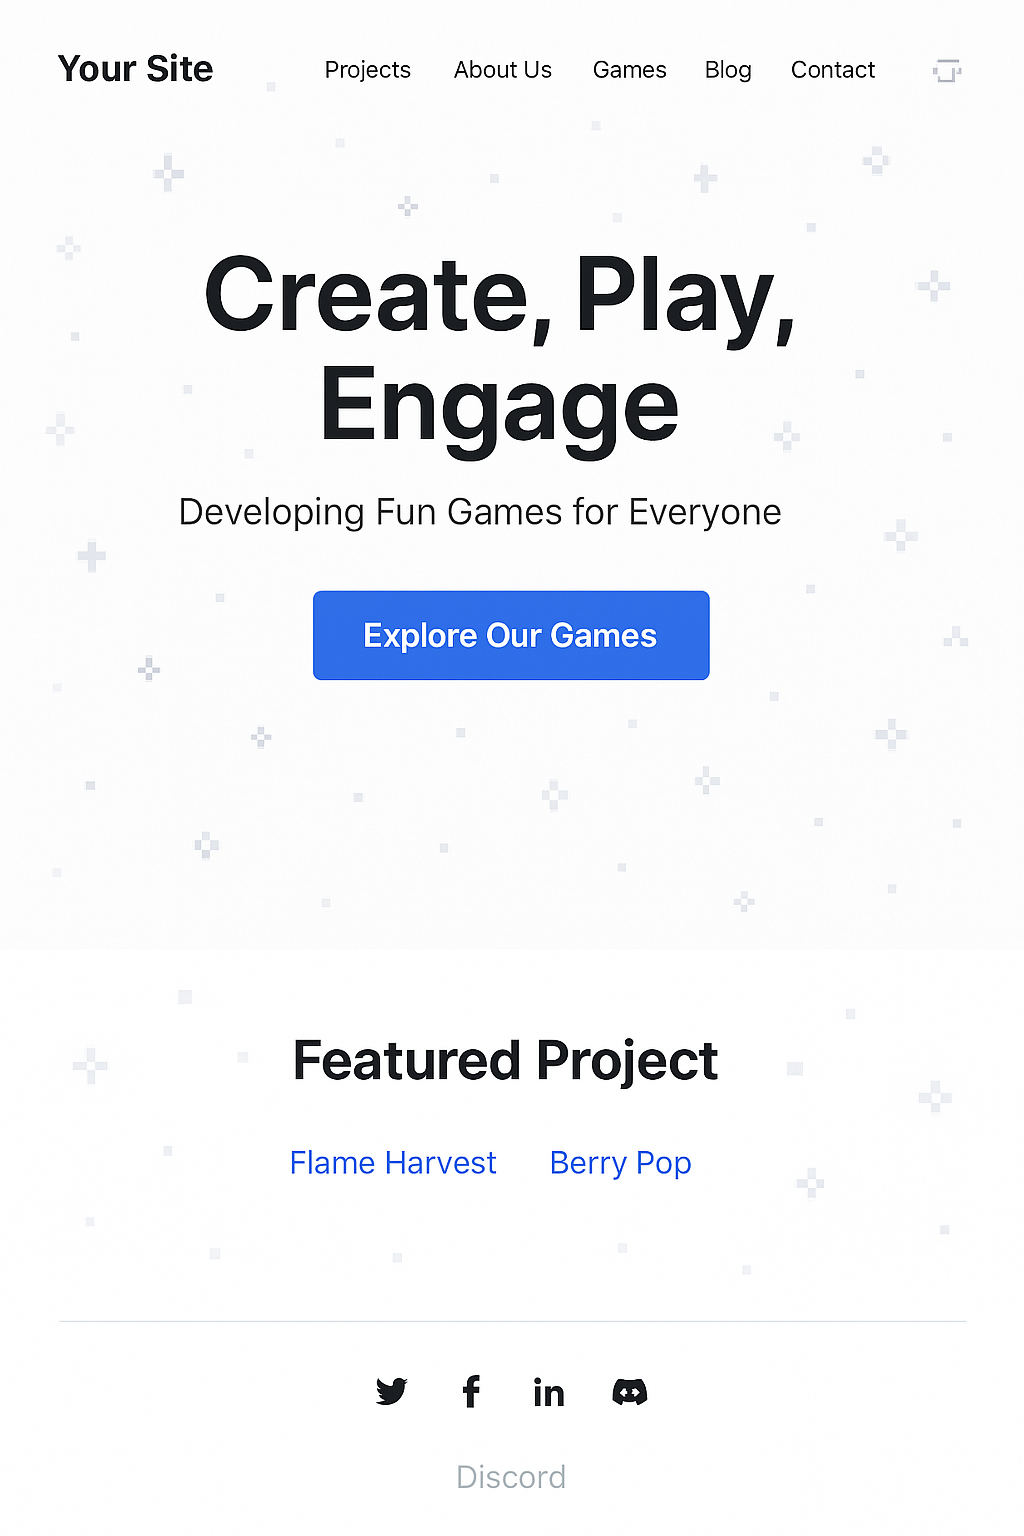 Your Site
Projects
About Us
Games
Blog
Contact
Create, Play,
Engage
Developing Fun Games for Everyone
Explore Our Games
Featured Project
Flame Harvest
Berry Pop
Discord